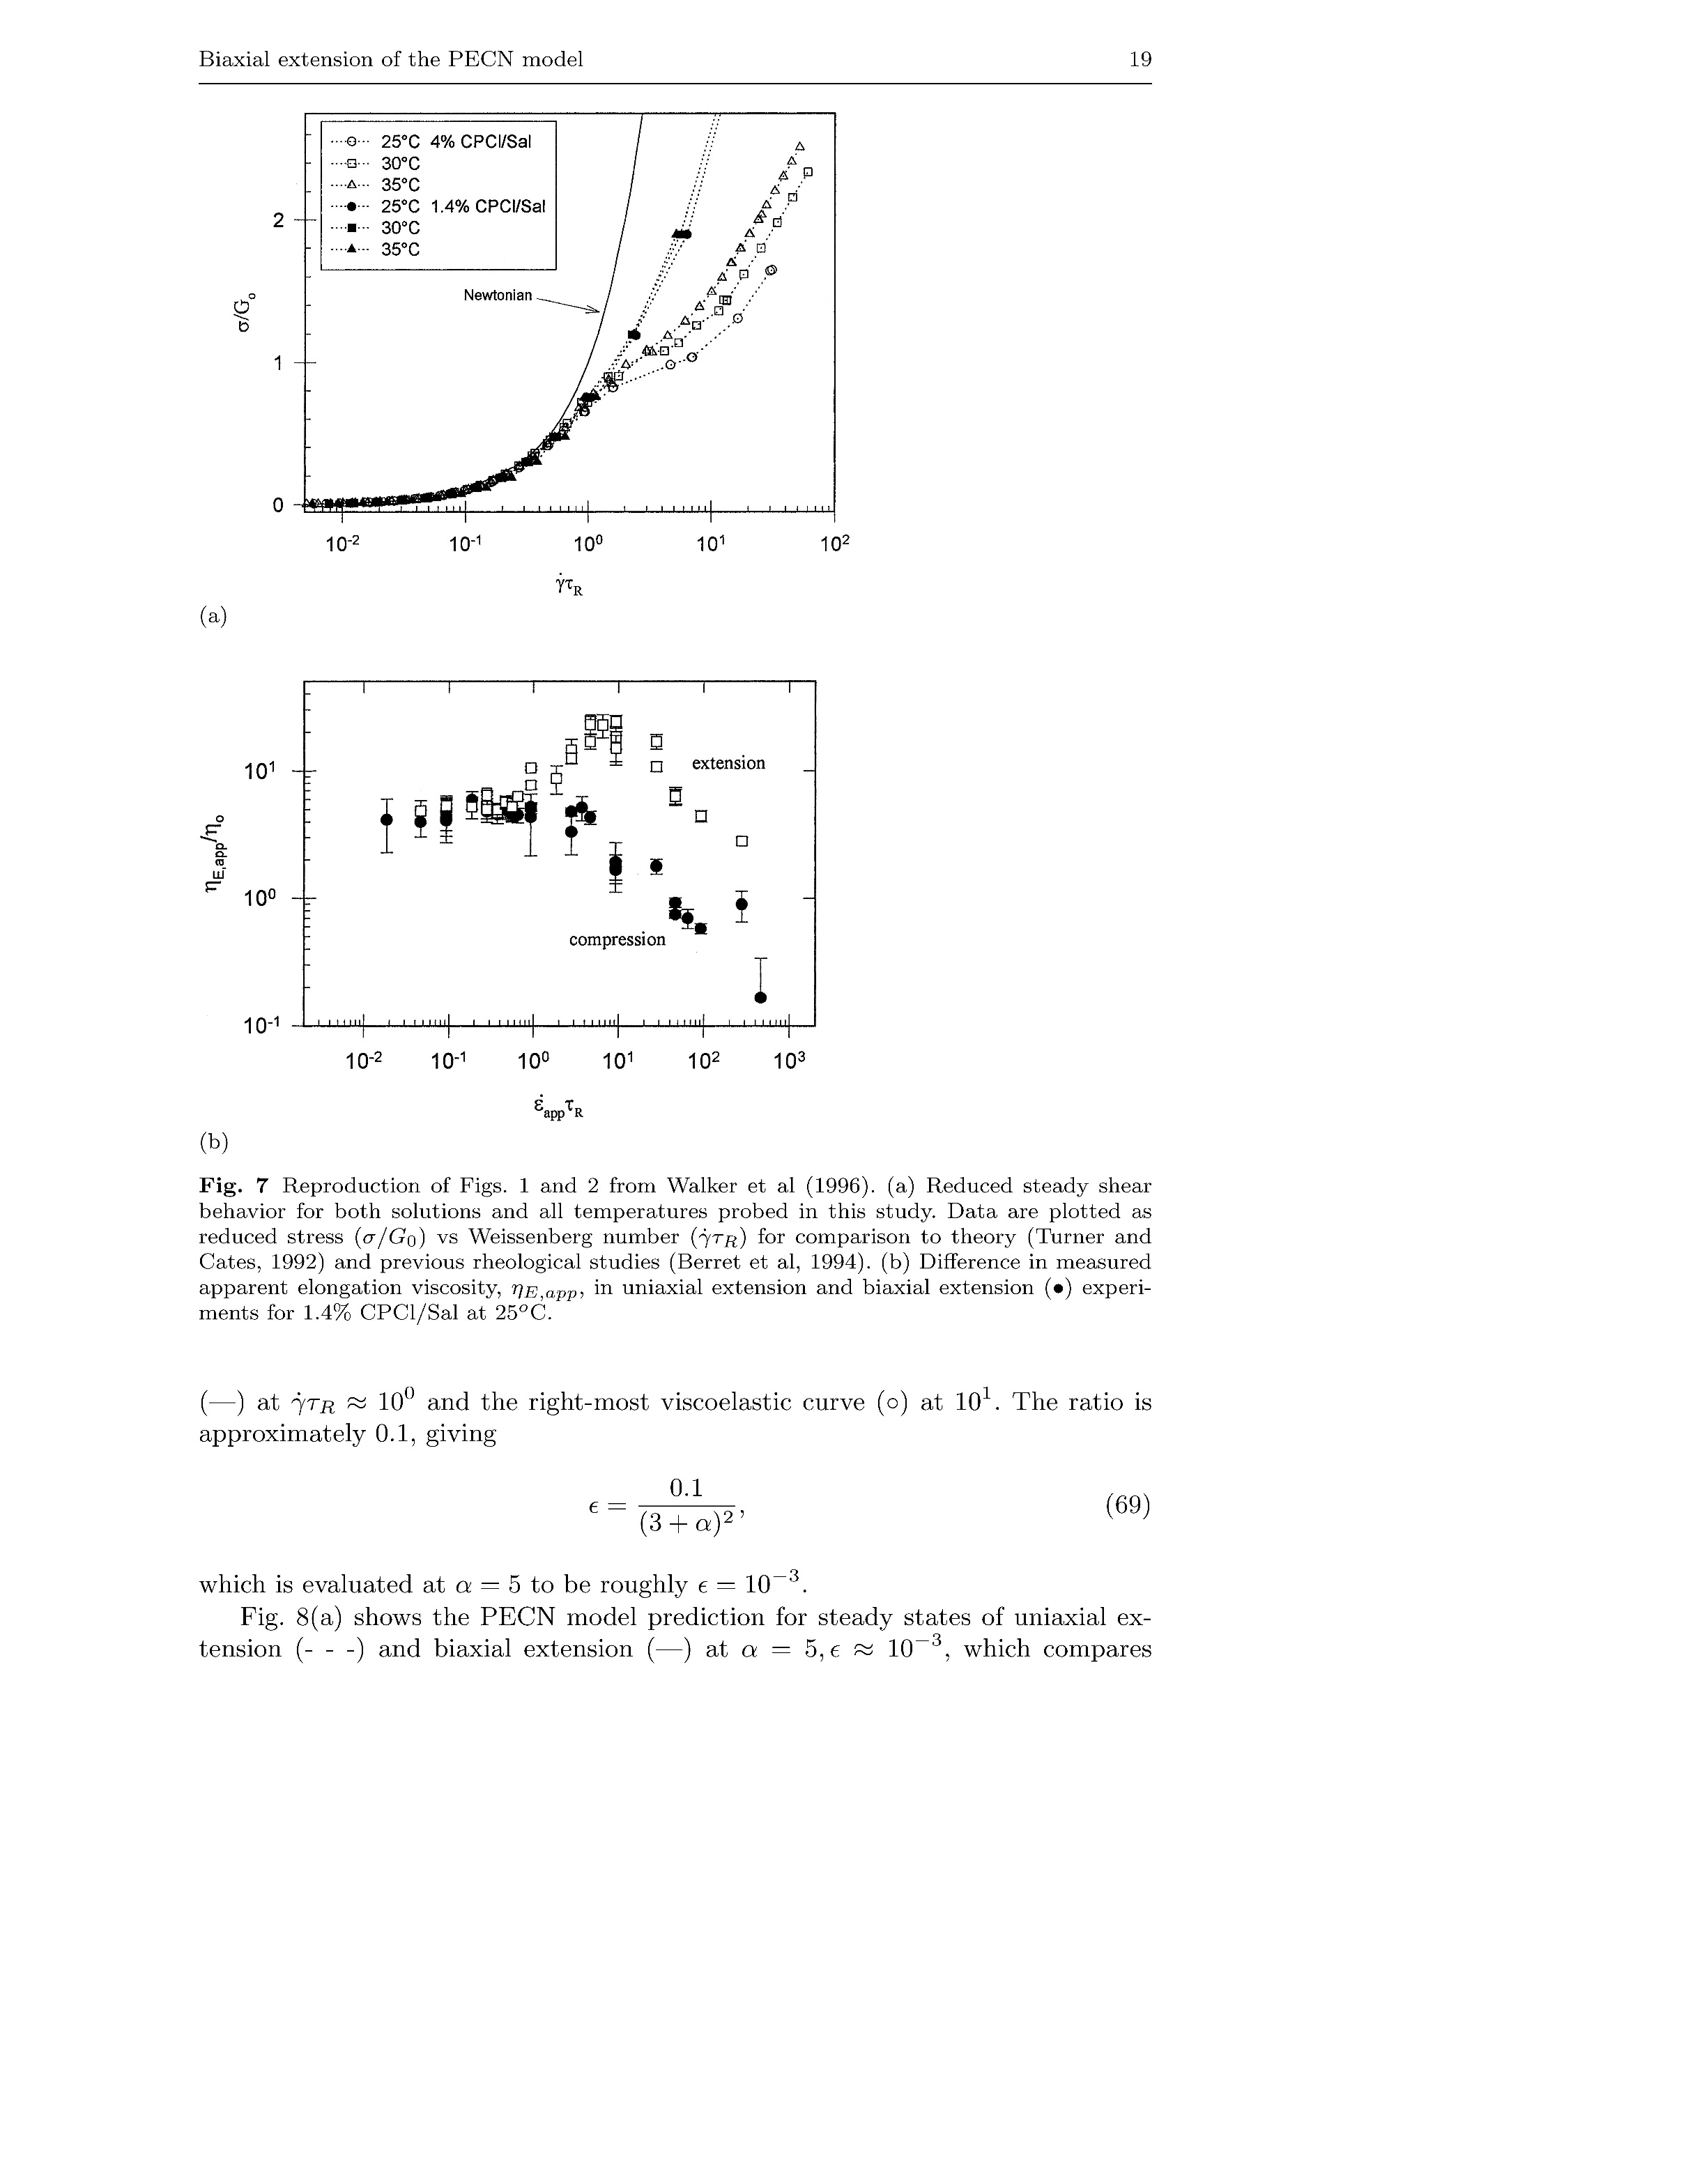 Biaxial extension of the PECN model 19
25°C 4% CPCl/Sal
30°C
35°C
25°C 1.4% CPCl/Sal
30°C
35°C
Newtonian
σ/G₀
2
1
0
10⁻² 10⁻¹ 10⁰ 10¹ 10²
γ̇τ_R
(a)
extension
compression
η_E,app/η₀
10¹
10⁰
10⁻¹
10⁻² 10⁻¹ 10⁰ 10¹ 10² 10³
ε̇_appτ_R
(b)
Fig. 7 Reproduction of Figs. 1 and 2 from Walker et al (1996). (a) Reduced steady shear
behavior for both solutions and all temperatures probed in this study. Data are plotted as
reduced stress (σ/G₀) vs Weissenberg number (γ̇τ_R) for comparison to theory (Turner and
Cates, 1992) and previous rheological studies (Berret et al, 1994). (b) Difference in measured
apparent elongation viscosity, η_E,app, in uniaxial extension and biaxial extension (•) experi-
ments for 1.4% CPCl/Sal at 25°C.
(—) at γ̇τ_R ≈ 10⁰ and the right-most viscoelastic curve (∘) at 10¹. The ratio is
approximately 0.1, giving
ϵ = 0.1 / (3 + α)², (69)
which is evaluated at α = 5 to be roughly ϵ = 10⁻³.
Fig. 8(a) shows the PECN model prediction for steady states of uniaxial ex-
tension (- - -) and biaxial extension (—) at α = 5, ϵ ≈ 10⁻³, which compares